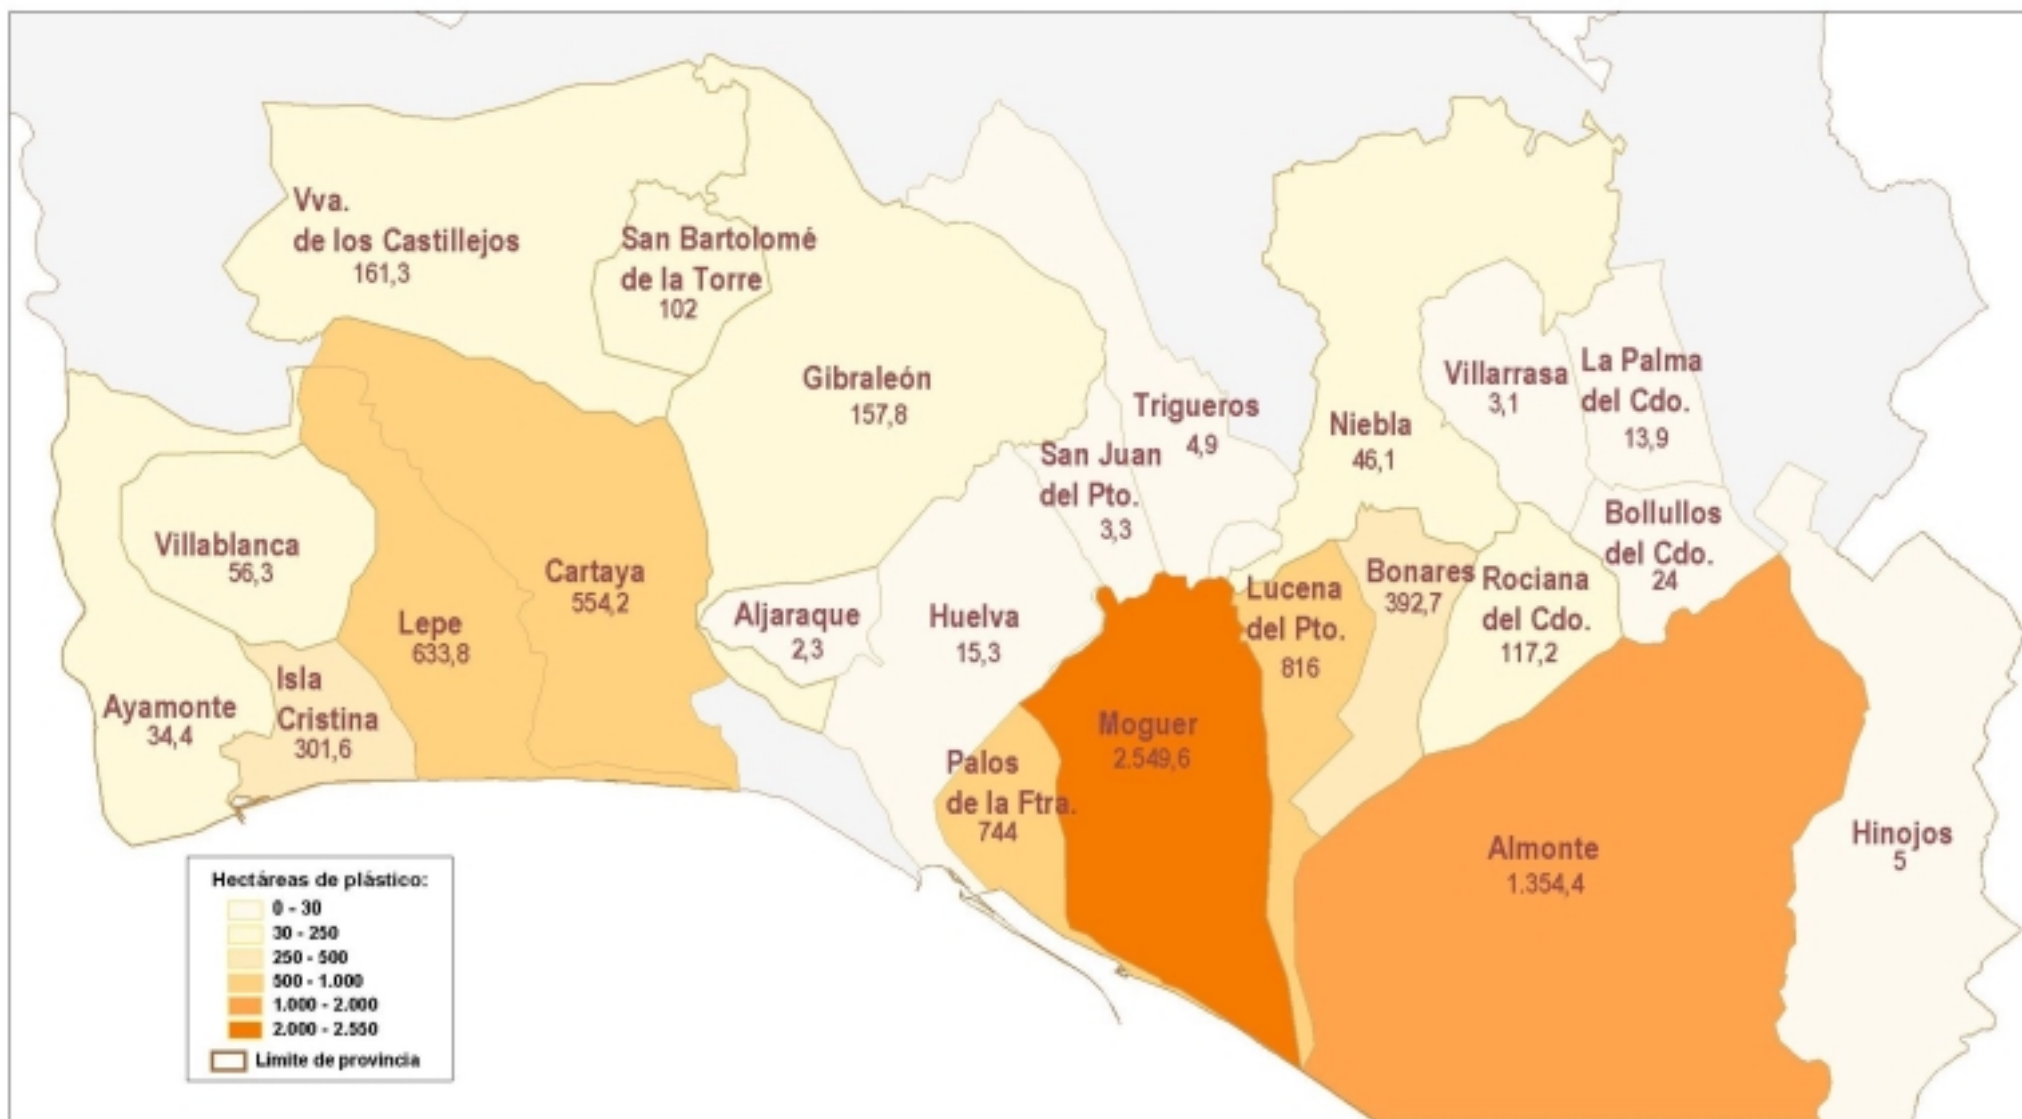 Vva.
de los Castillejos
161,3
San Bartolomé
de la Torre
102
Gibraleón
157,8
Trigueros
4,9
San Juan
del Pto.
3,3
Niebla
46,1
Villarrasa
3,1
La Palma
del Cdo.
13,9
Bollullos
del Cdo.
24
Villablanca
56,3
Ayamonte
34,4
Isla
Cristina
301,6
Lepe
633,8
Cartaya
554,2
Aljaraque
2,3
Huelva
15,3
Palos
de la Ftra.
744
Moguer
2.549,6
Lucena
del Pto.
816
Bonares
392,7
Rociana
del Cdo.
117,2
Almonte
1.354,4
Hinojos
5
Hectáreas de plástico:
0 - 30
30 - 250
250 - 500
500 - 1.000
1.000 - 2.000
2.000 - 2.550
Límite de provincia